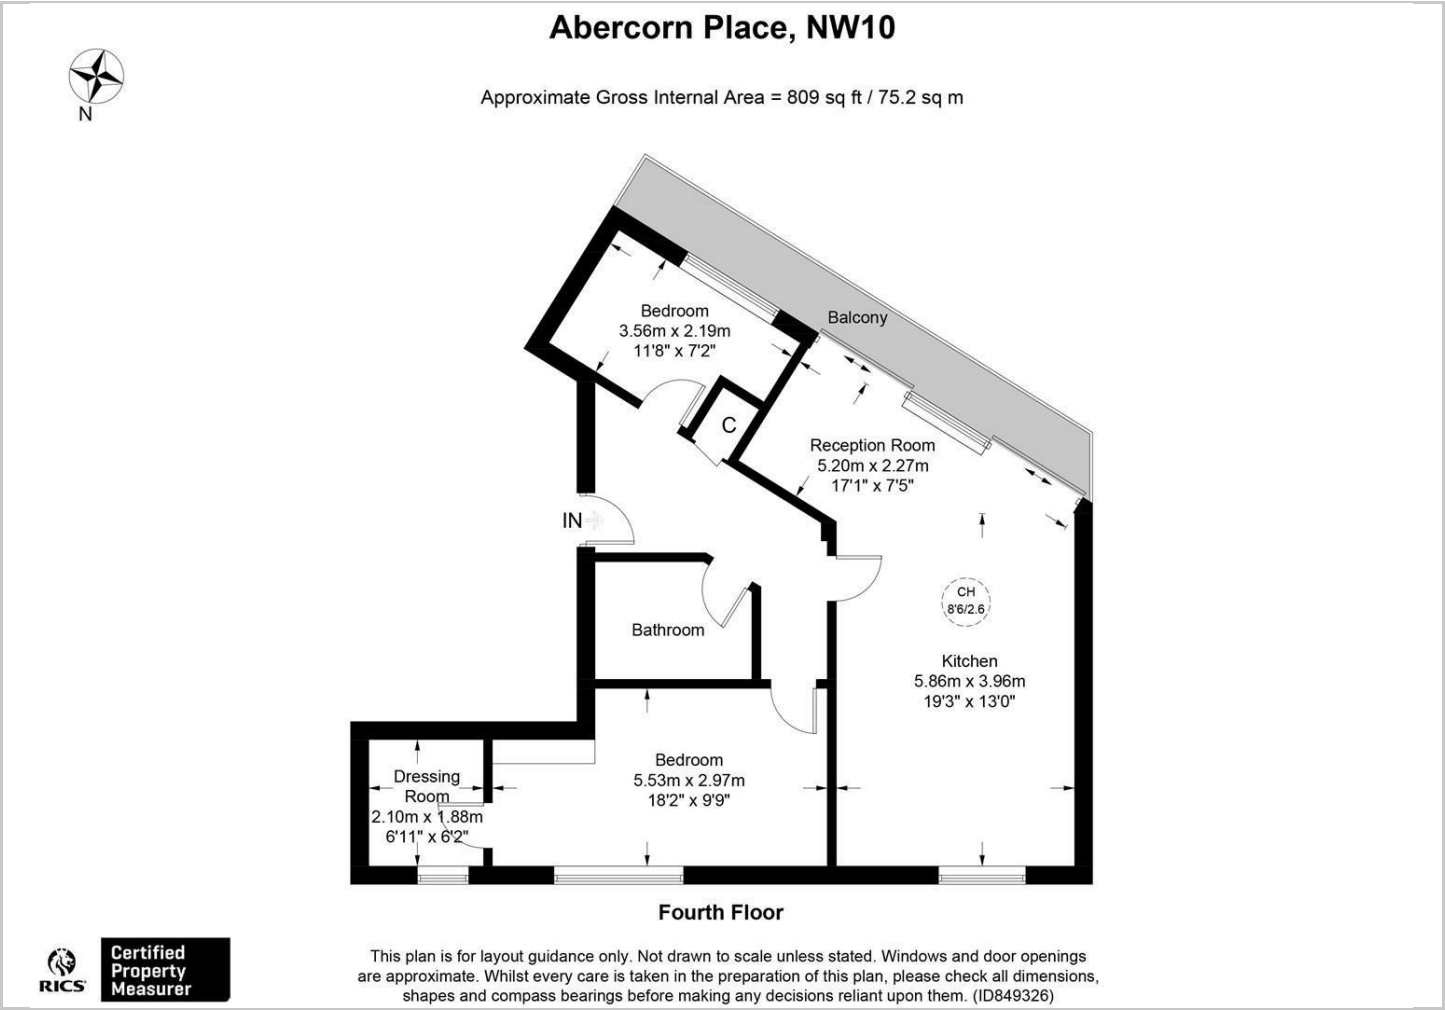 Abercorn Place, NW10
Approximate Gross Internal Area = 809 sq ft / 75.2 sq m
N
Balcony
Bedroom
3.56m x 2.19m
11'8" x 7'2"
C
Reception Room
5.20m x 2.27m
17'1" x 7'5"
IN
CH
8'6/2.6
Bathroom
Kitchen
5.86m x 3.96m
19'3" x 13'0"
Bedroom
5.53m x 2.97m
18'2" x 9'9"
Dressing
Room
2.10m x 1.88m
6'11" x 6'2"
Fourth Floor
RICS
Certified
Property
Measurer
This plan is for layout guidance only. Not drawn to scale unless stated. Windows and door openings
are approximate. Whilst every care is taken in the preparation of this plan, please check all dimensions,
shapes and compass bearings before making any decisions reliant upon them. (ID849326)